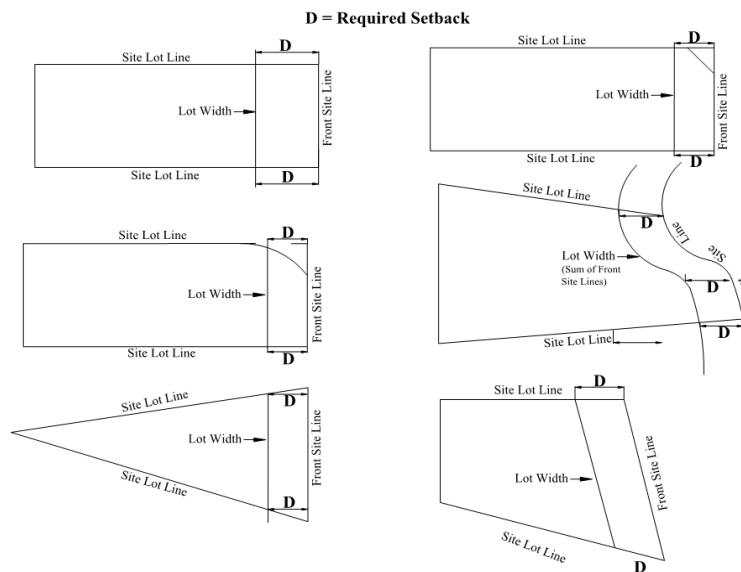 D = Required Setback
D
Site Lot Line
Lot Width
Front Site Line
Site Lot Line
D
D
Site Lot Line
Lot Width
Front Site Line
Site Lot Line
D
Site Lot Line
D
Line
Site
Lot Width
(Sum of Front
Site Lines)
D
D
Site Lot Line
D
Site Lot Line
Lot Width
Front Site Line
Site Lot Line
D
Site Lot Line
D
Lot Width
Front Site Line
D
Site Lot Line
D
Site Lot Line
Lot Width
Front Site Line
Site Lot Line
D